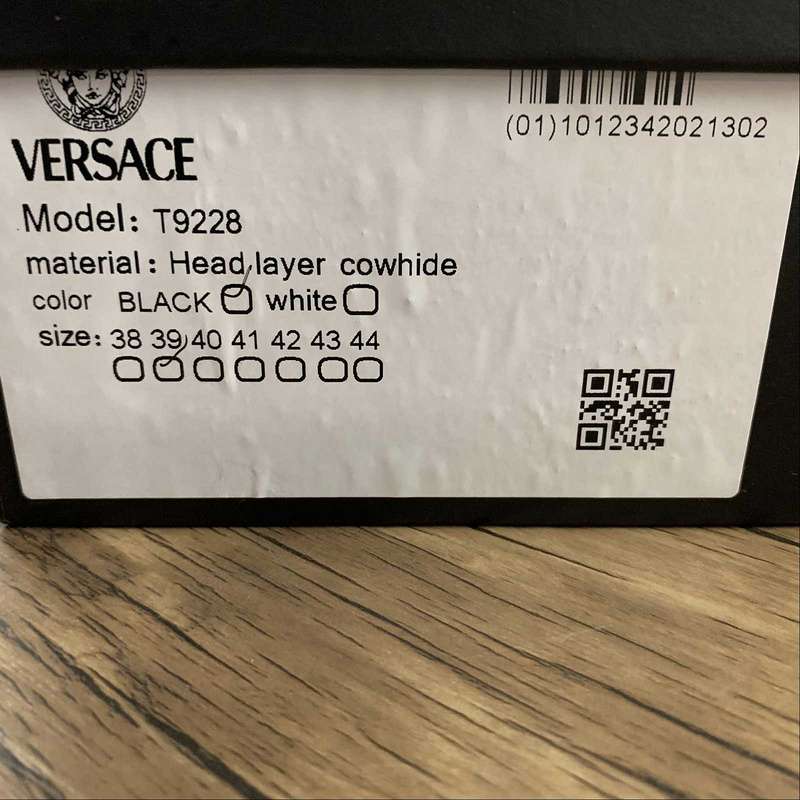 VERSACE
(01)1012342021302
Model: T9228
material: Head layer cowhide
color BLACK white
size: 38 39 40 41 42 43 44